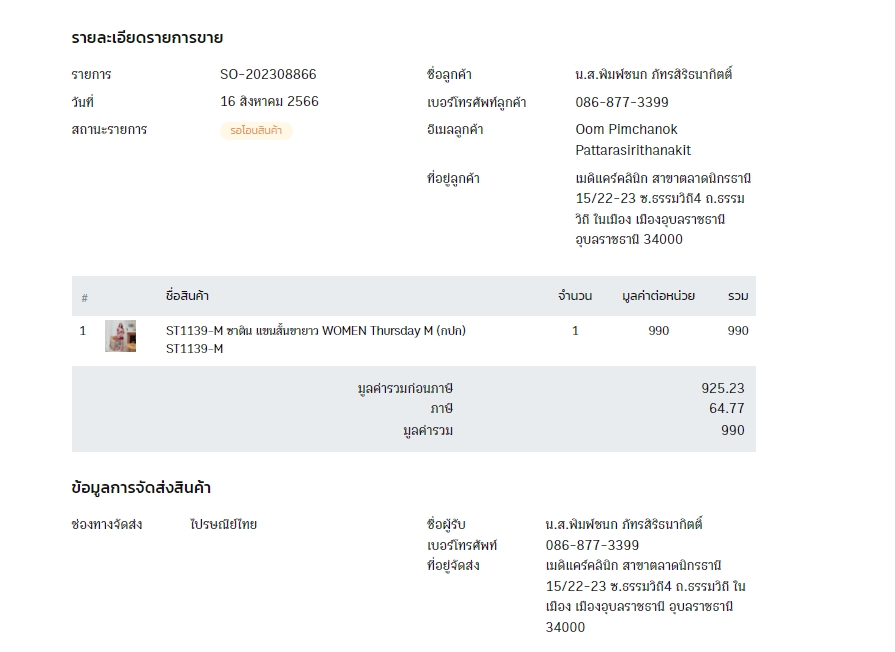 รายละเอียดรายการขาย
รายการ SO-202308866 ชื่อลูกค้า น.ส.พิมพ์ชนก ภัทรสิริธนากิตติ์
วันที่ 16 สิงหาคม 2566 เบอร์โทรศัพท์ลูกค้า 086-877-3399
สถานะรายการ รอโอนสินค้า อีเมลลูกค้า Oom Pimchanok
Pattarasirithanakit
ที่อยู่ลูกค้า เมดิแคร์คลินิก สาขาตลาดนิกรธานี
15/22-23 ซ.ธรรมวิถี4 ถ.ธรรม
วิถี ในเมือง เมืองอุบลราชธานี
อุบลราชธานี 34000
# ชื่อสินค้า จำนวน มูลค่าต่อหน่วย รวม
1 ST1139-M ซาติน แขนสั้นขายาว WOMEN Thursday M (กปก) 1 990 990
ST1139-M
มูลค่ารวมก่อนภาษี 925.23
ภาษี 64.77
มูลค่ารวม 990
ข้อมูลการจัดส่งสินค้า
ช่องทางจัดส่ง ไปรษณีย์ไทย ชื่อผู้รับ น.ส.พิมพ์ชนก ภัทรสิริธนากิตติ์
เบอร์โทรศัพท์ 086-877-3399
ที่อยู่จัดส่ง เมดิแคร์คลินิก สาขาตลาดนิกรธานี
15/22-23 ซ.ธรรมวิถี4 ถ.ธรรมวิถี ใน
เมือง เมืองอุบลราชธานี อุบลราชธานี
34000